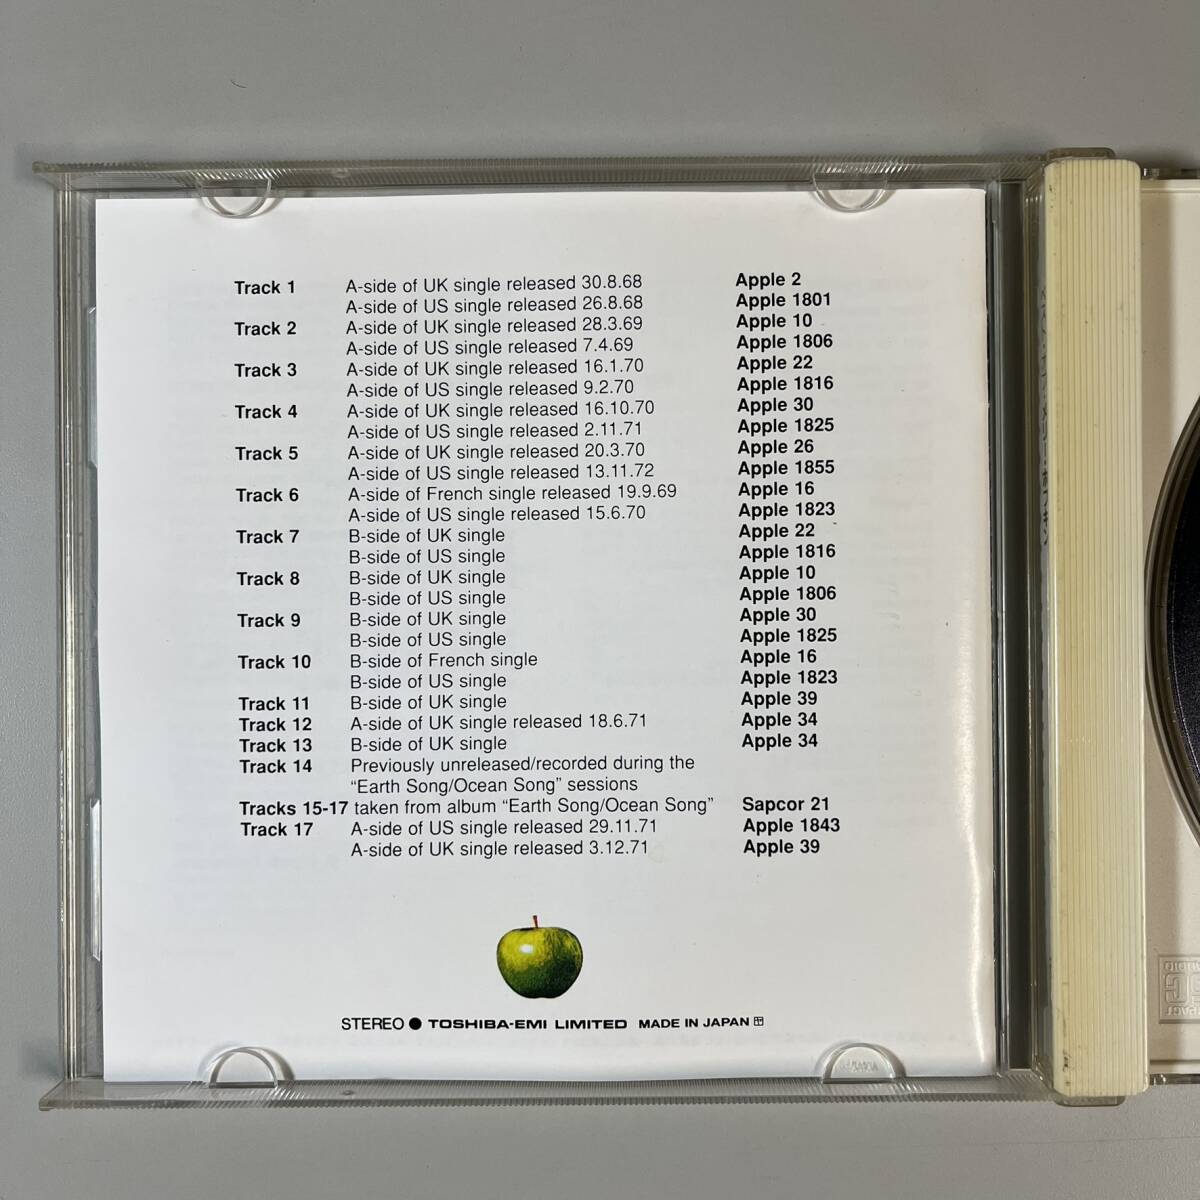 Track 1 A-side of UK single released 30.8.68 Apple 2
A-side of US single released 26.8.68 Apple 1801
Track 2 A-side of UK single released 28.3.69 Apple 10
A-side of US single released 7.4.69 Apple 1806
Track 3 A-side of UK single released 16.1.70 Apple 22
A-side of US single released 9.2.70 Apple 1816
Track 4 A-side of UK single released 16.10.70 Apple 30
A-side of US single released 2.11.71 Apple 1825
Track 5 A-side of UK single released 20.3.70 Apple 26
A-side of US single released 13.11.72 Apple 1855
Track 6 A-side of French single released 19.9.69 Apple 16
A-side of US single released 15.6.70 Apple 1823
Track 7 B-side of UK single Apple 22
B-side of US single Apple 1816
Track 8 B-side of UK single Apple 10
B-side of US single Apple 1806
Track 9 B-side of UK single Apple 30
B-side of US single Apple 1825
Track 10 B-side of French single Apple 16
B-side of US single Apple 1823
Track 11 B-side of UK single Apple 39
Track 12 A-side of UK single released 18.6.71 Apple 34
Track 13 B-side of UK single Apple 34
Track 14 Previously unreleased/recorded during the
“Earth Song/Ocean Song” sessions
Tracks 15-17 taken from album “Earth Song/Ocean Song” Sapcor 21
Track 17 A-side of US single released 29.11.71 Apple 1843
A-side of UK single released 3.12.71 Apple 39
STEREO ● TOSHIBA-EMI LIMITED MADE IN JAPAN